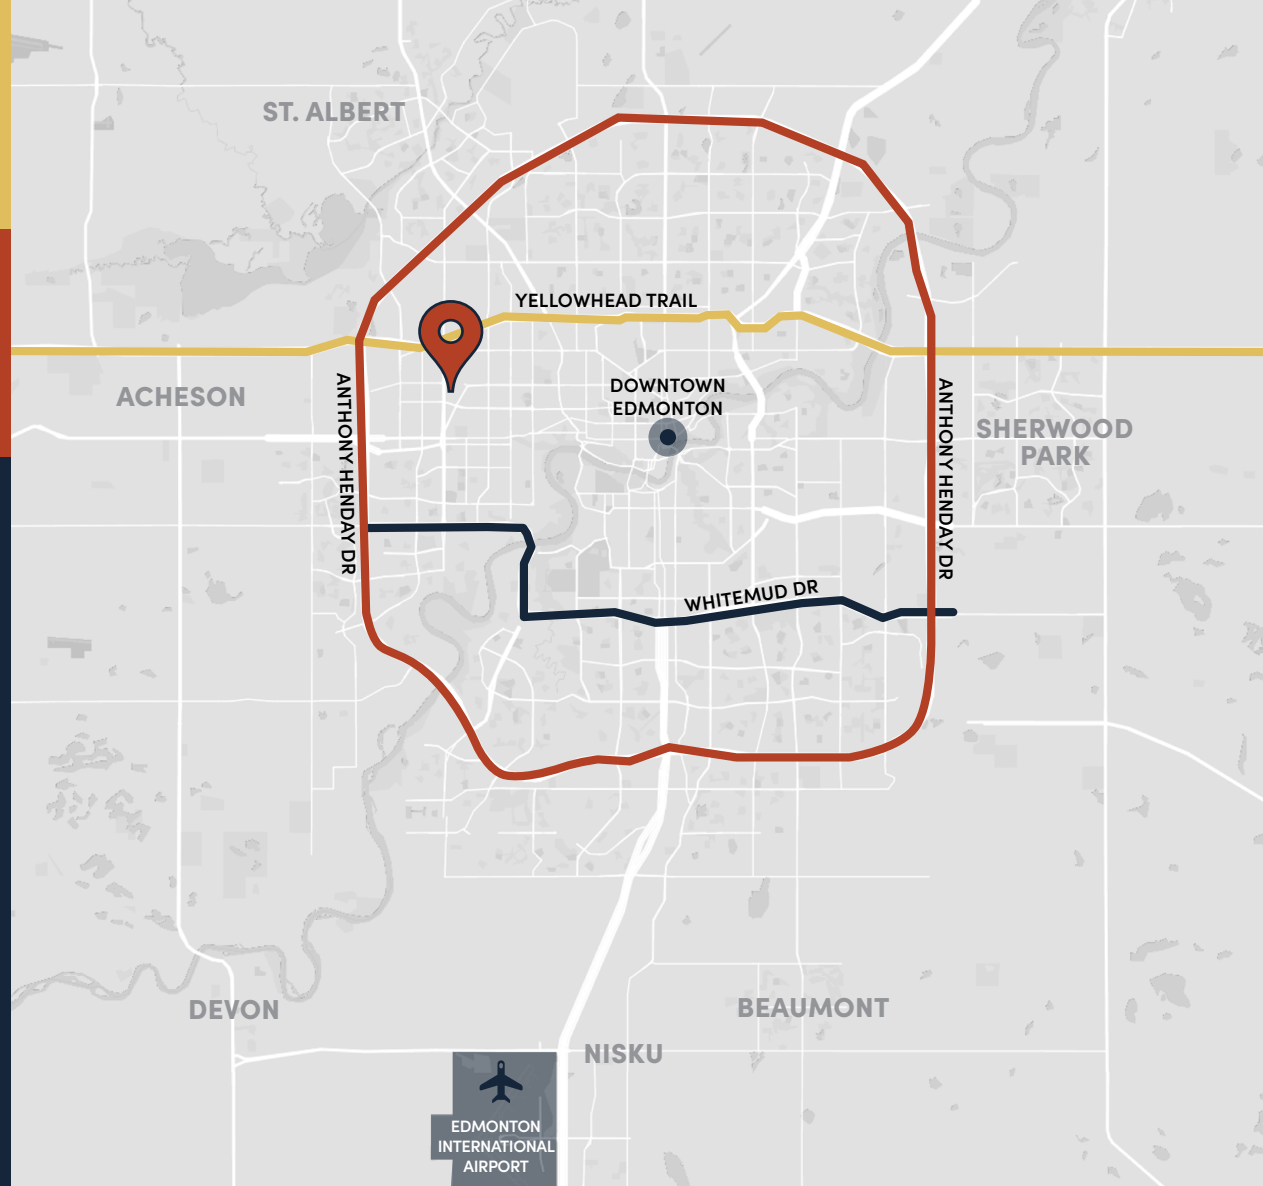 ST. ALBERT
YELLOWHEAD TRAIL
ACHESON
DOWNTOWN
EDMONTON
ANTHONY HENDAY DR
ANTHONY HENDAY DR
SHERWOOD
PARK
WHITEMUD DR
DEVON
BEAUMONT
NISKU
EDMONTON
INTERNATIONAL
AIRPORT